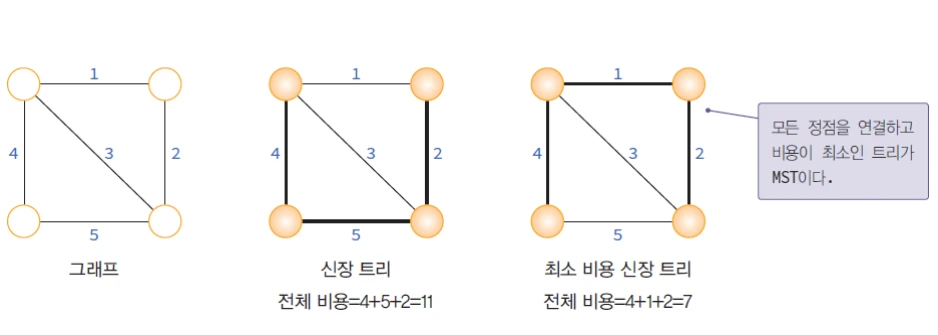 1
4
3
2
5
그래프
1
4
3
2
5
신장 트리
전체 비용=4+5+2=11
1
4
3
2
5
최소 비용 신장 트리
전체 비용=4+1+2=7
모든 정점을 연결하고
비용이 최소인 트리가
MST이다.